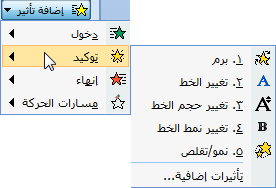 إضافة تأثير
دخول
توكيد
انهاء
مسارات الحركة
١. برم
٢. تغيير الخط
٣. تغيير حجم الخط
٤. تغيير نمط الخط
٥. نمو/تقلص
تأثيرات إضافية...